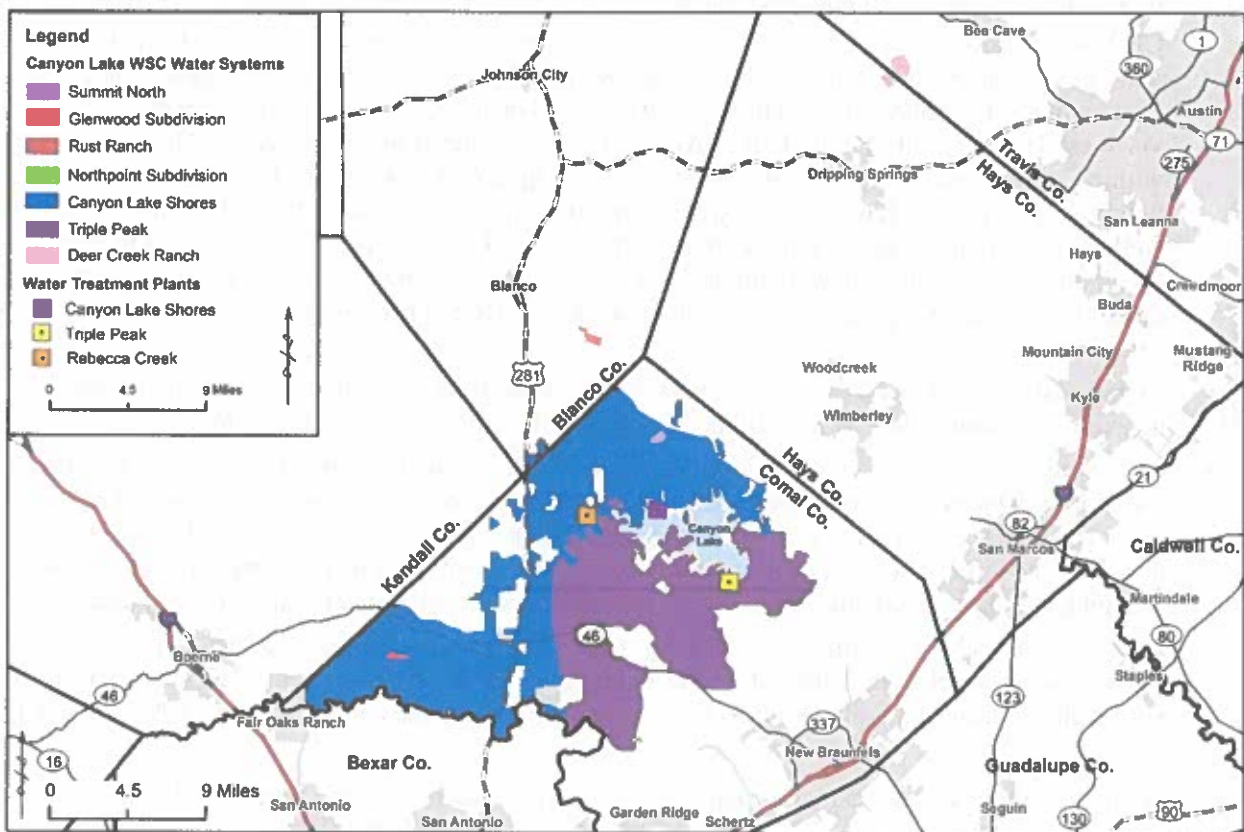 Legend
Canyon Lake WSC Water Systems
Summit North
Glenwood Subdivision
Rust Ranch
Northpoint Subdivision
Canyon Lake Shores
Triple Peak
Deer Creek Ranch
Water Treatment Plants
Canyon Lake Shores
Triple Peak
Rebecca Creek
0 4.5 9 Miles
Bee Cave
1
360
Johnson City
Austin
71
275
Travis Co.
Hays Co.
Dripping Springs
San Leanna
Hays
Blanco
Creedmoor
Buda
Mountain City
Mustang Ridge
Woodcreek
281
Blanco Co.
Kyle
Wimberley
Hays Co.
Comal Co.
21
Kendall Co.
Canyon Lake
82
San Marcos
Caldwell Co.
Martindale
46
80
Boerne
Staples
46
123
Fair Oaks Ranch
337
New Braunfels
16
Bexar Co.
Guadalupe Co.
0 4.5 9 Miles
San Antonio
San Antonio
Garden Ridge
Schertz
Seguin
130
90